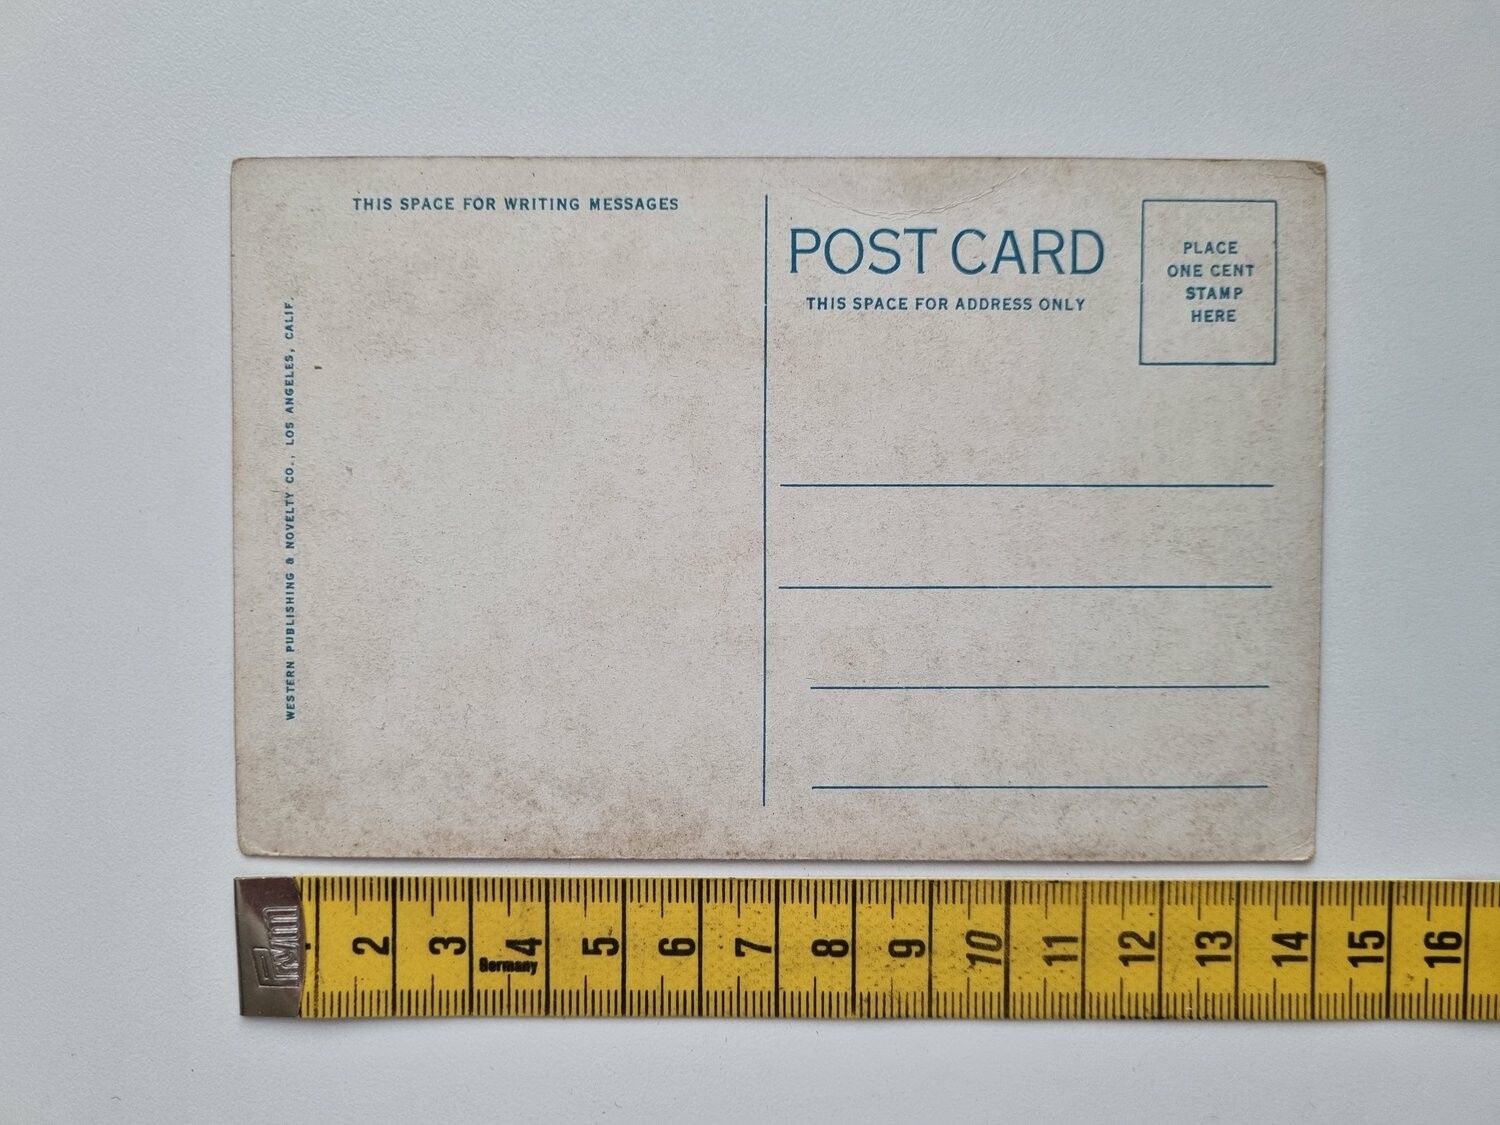 THIS SPACE FOR WRITING MESSAGES
POST CARD
THIS SPACE FOR ADDRESS ONLY
PLACE
ONE CENT
STAMP
HERE
WESTERN PUBLISHING & NOVELTY CO., LOS ANGELES, CALIF.
Prym
2 3 4 5 6 7 8 9 10 11 12 13 14 15 16
Germany